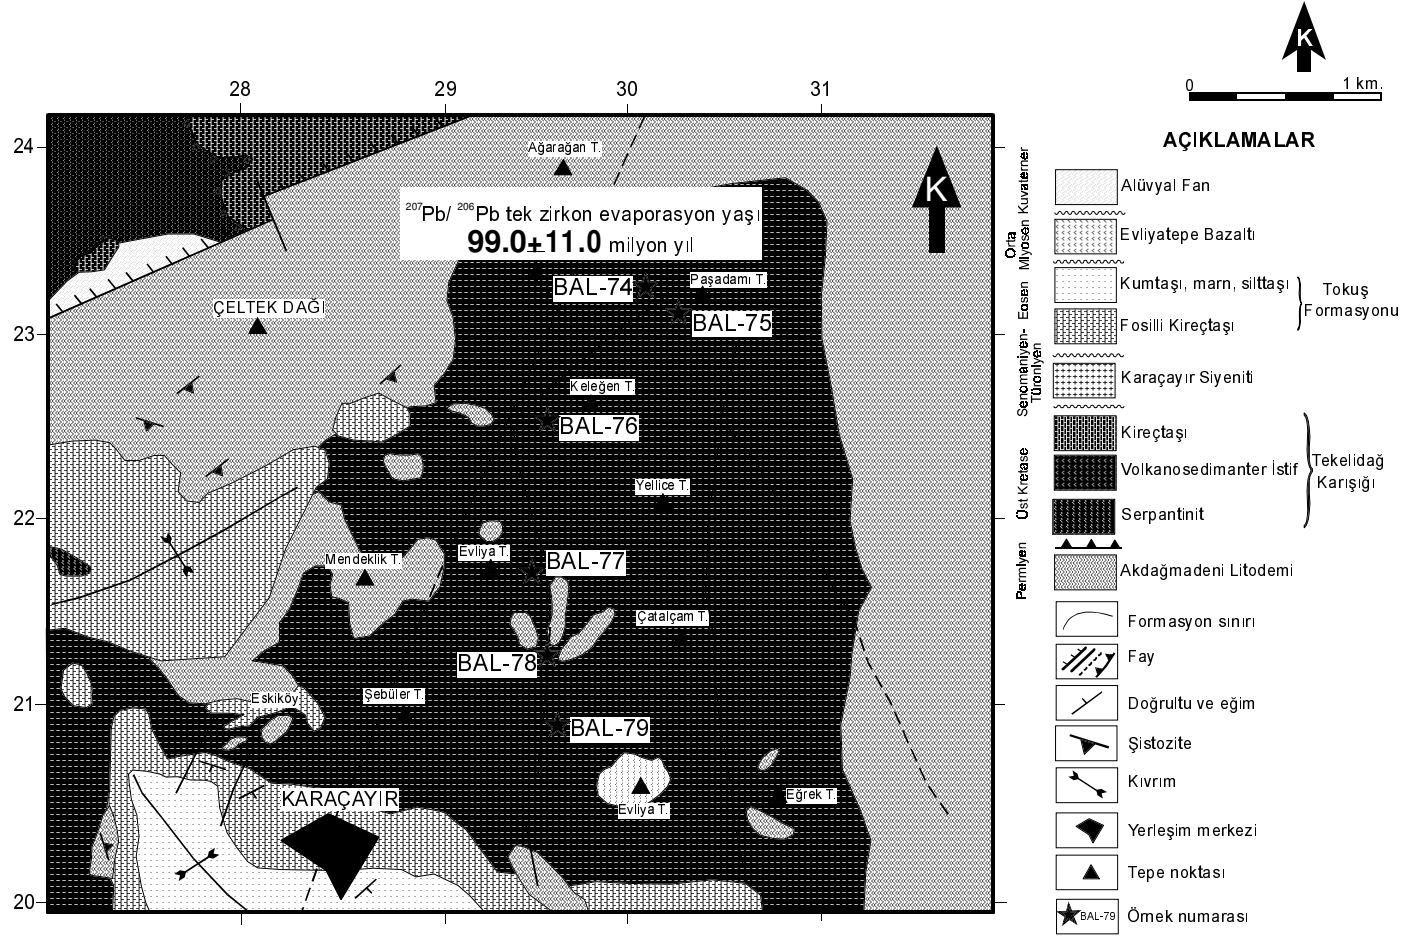 K
0
1 km.
28
29
30
31
24
23
22
21
20
Ağarağan T.
K
207Pb/ 206Pb tek zirkon evaporasyon yaşı
99.0±11.0 milyon yıl
BAL-74
Paşadamı T.
BAL-75
ÇELTEK DAĞI
Keleğen T.
BAL-76
Yellice T.
Mendeklik T.
Evliya T.
BAL-77
Çatalçam T.
BAL-78
Eskiköy
Şebüler T.
BAL-79
KARAÇAYIR
Evliya T.
Eğrek T.
AÇIKLAMALAR
Kuvaterner
Alüvyal Fan
Orta
Miyosen
Evliyatepe Bazaltı
Eosen
Kumtaşı, marn, silttaşı
Fosilli Kireçtaşı
Tokuş
Formasyonu
Senomaniyen-
Türoniyen
Karaçayır Siyeniti
Üst Kretase
Kireçtaşı
Volkanosedimanter İstif
Serpantinit
Tekelidağ
Karışığı
Permiyen
Akdağmadeni Litodemi
Formasyon sınırı
Fay
Doğrultu ve eğim
Şistozite
Kıvrım
Yerleşim merkezi
Tepe noktası
BAL-79
Örnek numarası